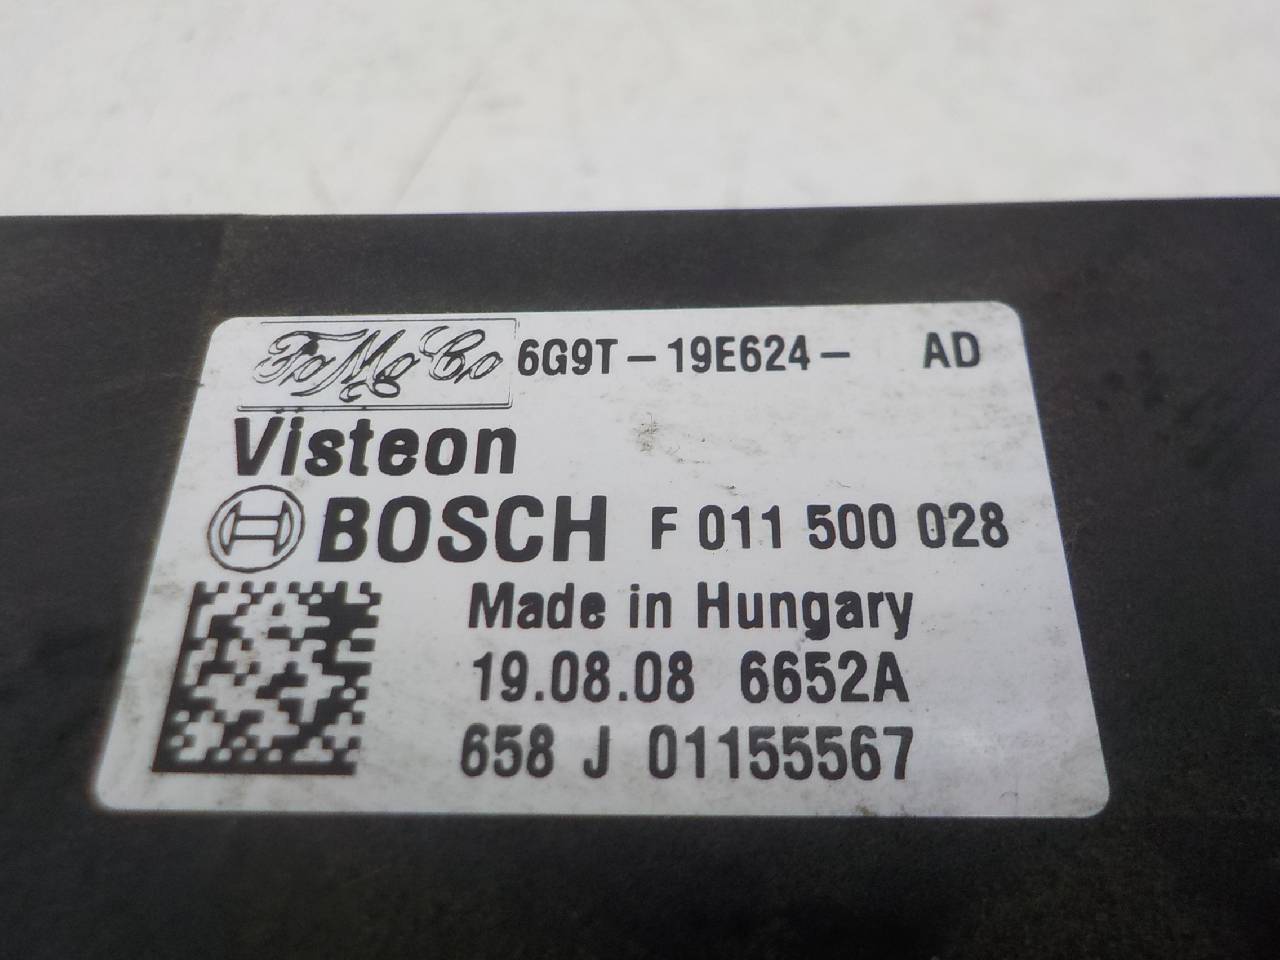 FoMoCo 6G9T-19E624- AD
Visteon
BOSCH F 011 500 028
Made in Hungary
19.08.08 6652A
658 J 01155567